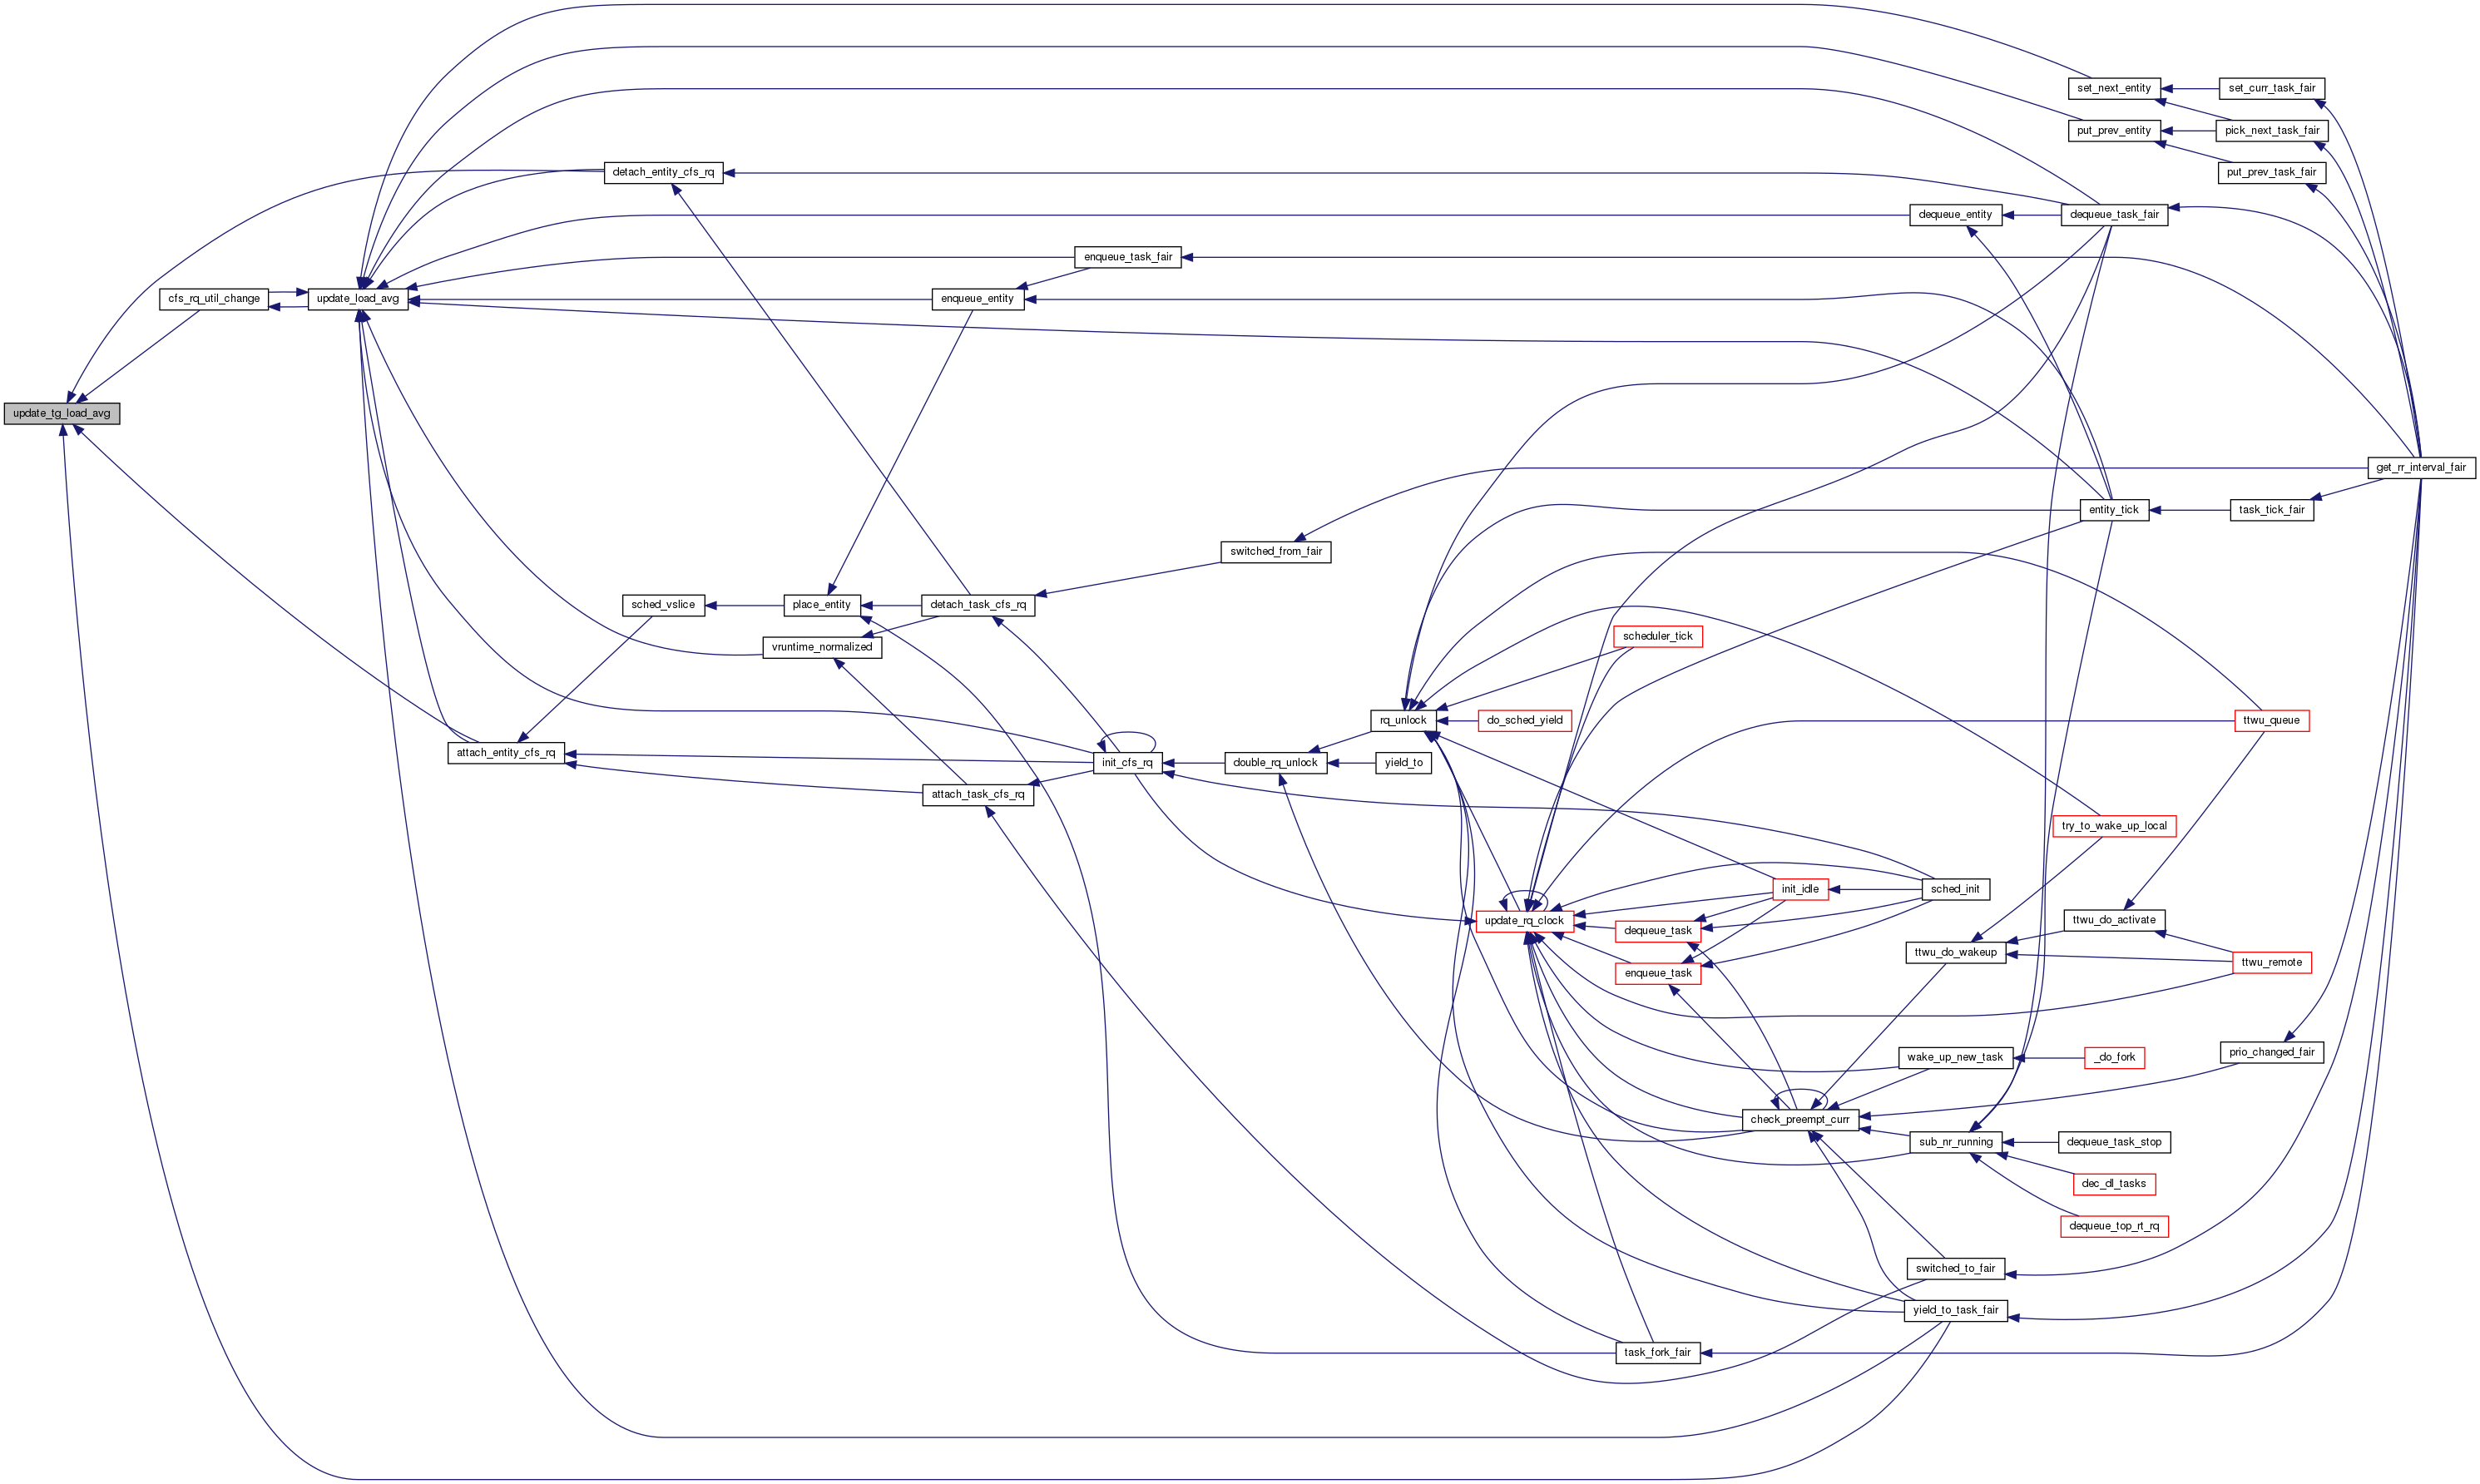 set_next_entity
set_curr_task_fair
put_prev_entity
pick_next_task_fair
detach_entity_cfs_rq
put_prev_task_fair
dequeue_entity
dequeue_task_fair
enqueue_task_fair
cfs_rq_util_change
update_load_avg
enqueue_entity
update_tg_load_avg
get_rr_interval_fair
entity_tick
task_tick_fair
switched_from_fair
sched_vslice
place_entity
detach_task_cfs_rq
scheduler_tick
vruntime_normalized
rq_unlock
do_sched_yield
ttwu_queue
attach_entity_cfs_rq
init_cfs_rq
double_rq_unlock
yield_to
attach_task_cfs_rq
try_to_wake_up_local
init_idle
sched_init
update_rq_clock
dequeue_task
ttwu_do_activate
ttwu_do_wakeup
enqueue_task
ttwu_remote
prio_changed_fair
wake_up_new_task
_do_fork
check_preempt_curr
sub_nr_running
dequeue_task_stop
dec_dl_tasks
dequeue_top_rt_rq
switched_to_fair
yield_to_task_fair
task_fork_fair